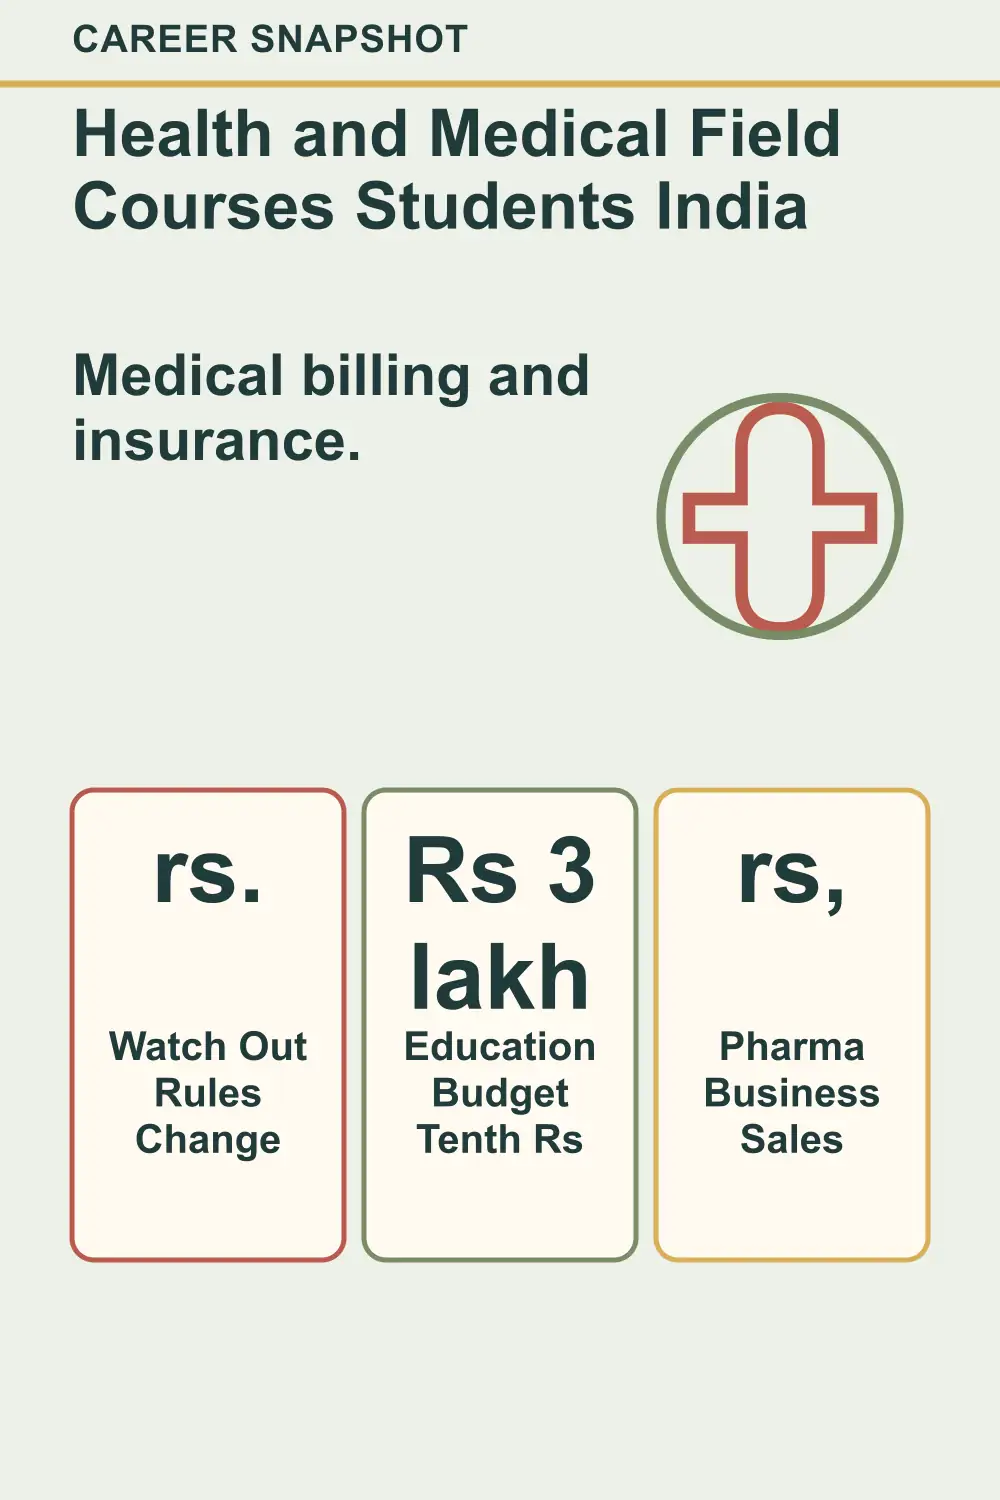 CAREER SNAPSHOT
Health and Medical Field
Courses Students India
Medical billing and
insurance.
rs.
Watch Out
Rules
Change
Rs 3
lakh
Education
Budget
Tenth Rs
rs,
Pharma
Business
Sales